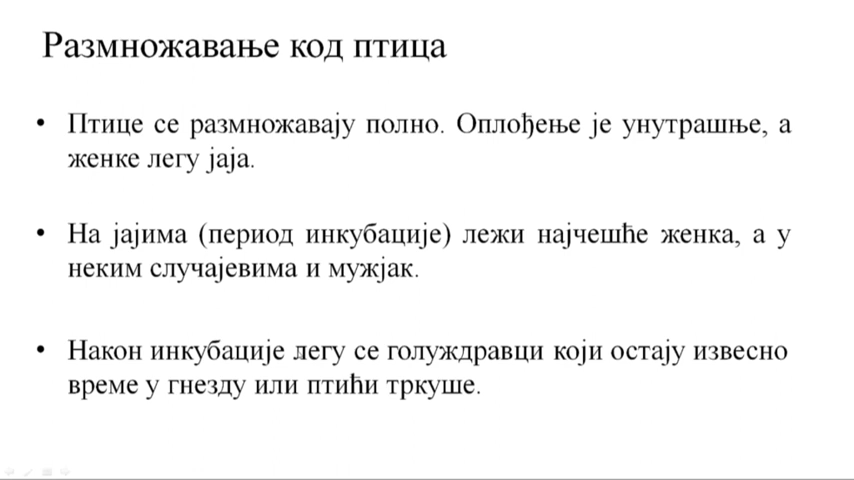 Размножавање код птица
• Птице се размножавају полно. Оплођење је унутрашње, а
женке легу јаја.
• На јајима (период инкубације) лежи најчешће женка, а у
неким случајевима и мужјак.
• Након инкубације легу се голуждравци који остају извесно
време у гнезду или птићи тркуше.